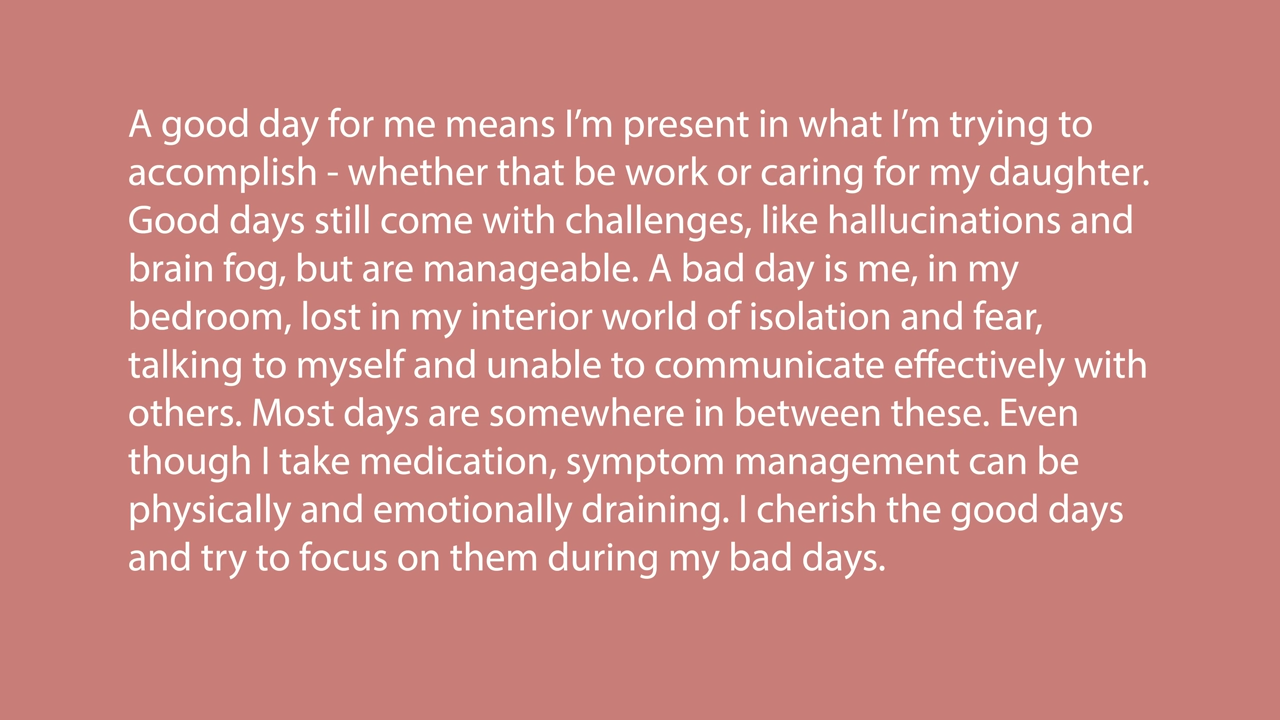 A good day for me means I’m present in what I’m trying to
accomplish - whether that be work or caring for my daughter.
Good days still come with challenges, like hallucinations and
brain fog, but are manageable. A bad day is me, in my
bedroom, lost in my interior world of isolation and fear,
talking to myself and unable to communicate effectively with
others. Most days are somewhere in between these. Even
though I take medication, symptom management can be
physically and emotionally draining. I cherish the good days
and try to focus on them during my bad days.